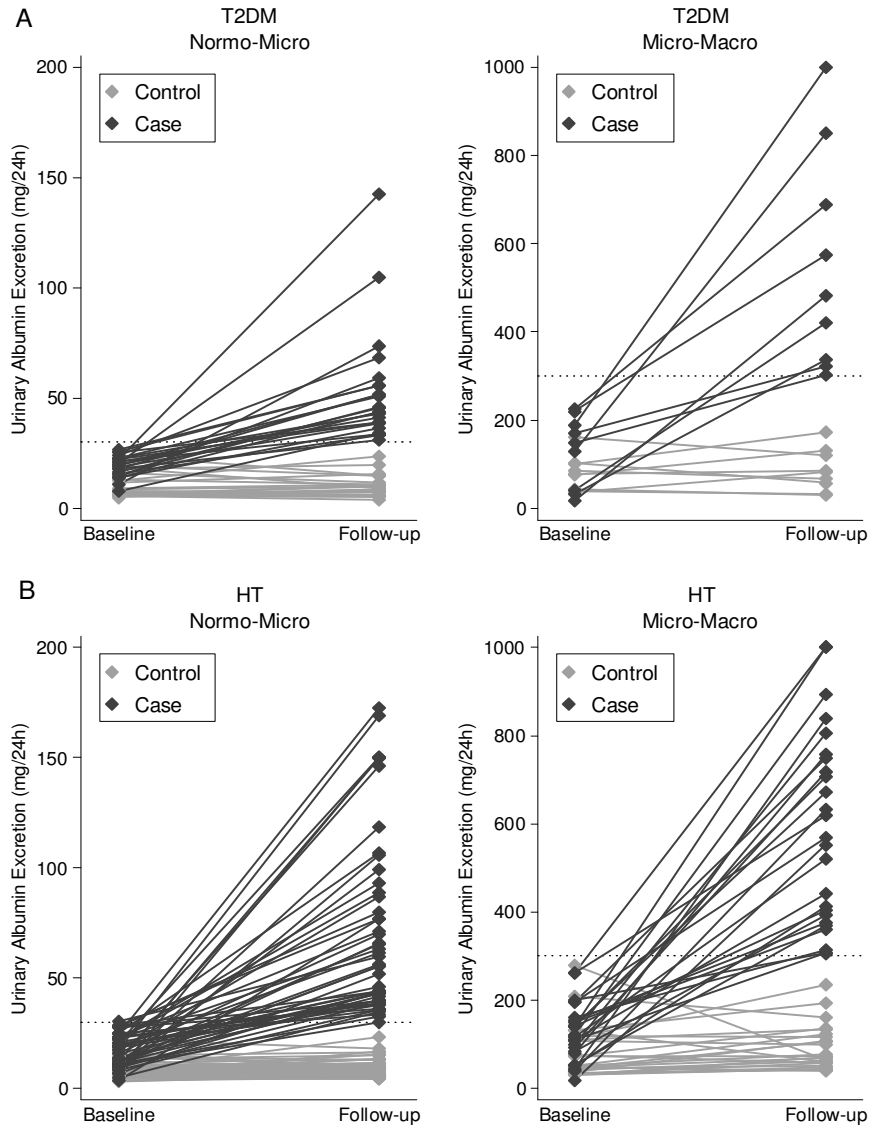 A
T2DM
Normo-Micro
Urinary Albumin Excretion (mg/24h)
200
150
100
50
0
Control
Case
Baseline
Follow-up
T2DM
Micro-Macro
Urinary Albumin Excretion (mg/24h)
1000
800
600
400
200
0
Control
Case
Baseline
Follow-up
B
HT
Normo-Micro
Urinary Albumin Excretion (mg/24h)
200
150
100
50
0
Control
Case
Baseline
Follow-up
HT
Micro-Macro
Urinary Albumin Excretion (mg/24h)
1000
800
600
400
200
0
Control
Case
Baseline
Follow-up